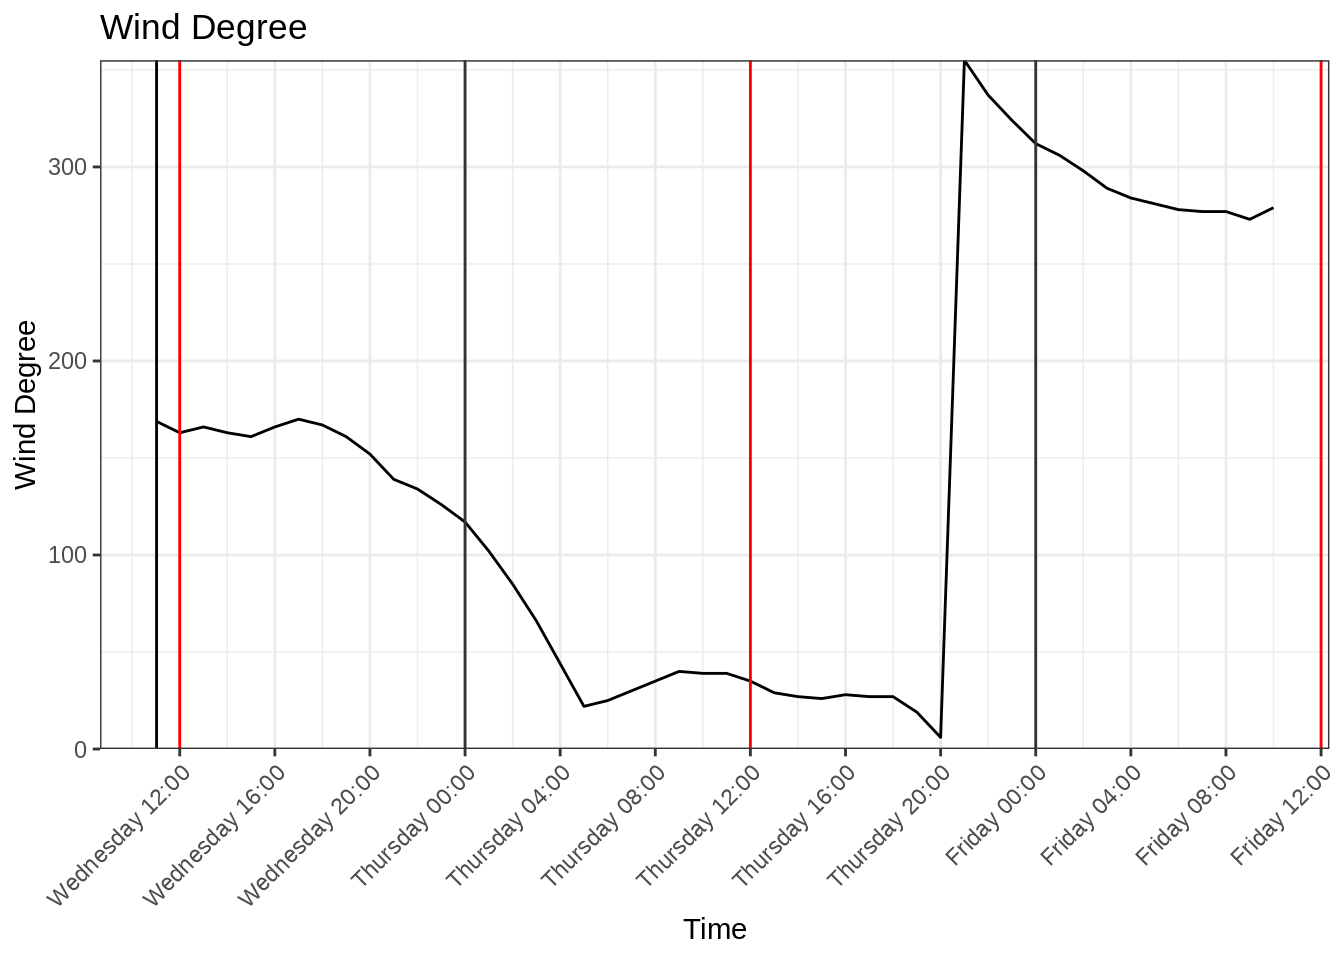 Wind Degree
Wind Degree
300
200
100
0
Wednesday 12:00
Wednesday 16:00
Wednesday 20:00
Thursday 00:00
Thursday 04:00
Thursday 08:00
Thursday 12:00
Thursday 16:00
Thursday 20:00
Friday 00:00
Friday 04:00
Friday 08:00
Friday 12:00
Time